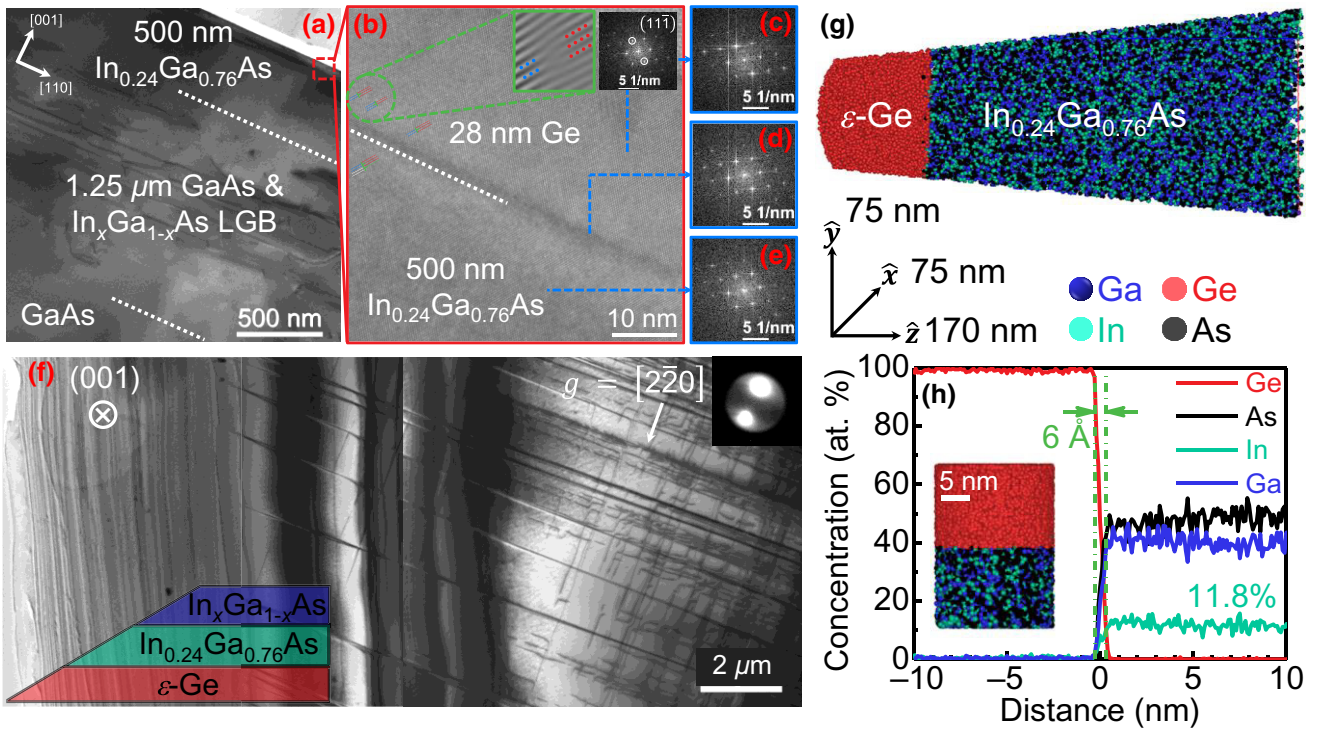 (a)
[001]
[110]
500 nm
In0.24Ga0.76As
1.25 µm GaAs &
InxGa1-xAs LGB
GaAs
500 nm
(b)
(111̄)
5 1/nm
28 nm Ge
500 nm
In0.24Ga0.76As
10 nm
(c)
5 1/nm
(d)
5 1/nm
(e)
5 1/nm
(f)
(001)
g = [22̄0]
InxGa1-xAs
In0.24Ga0.76As
ε-Ge
2 µm
(g)
ε-Ge
In0.24Ga0.76As
ŷ 75 nm
x̂ 75 nm
ẑ 170 nm
Ga
Ge
In
As
(h)
Concentration (at. %)
100
80
60
40
20
0
6 Å
5 nm
Ge
As
In
Ga
11.8%
−10
−5
0
5
10
Distance (nm)